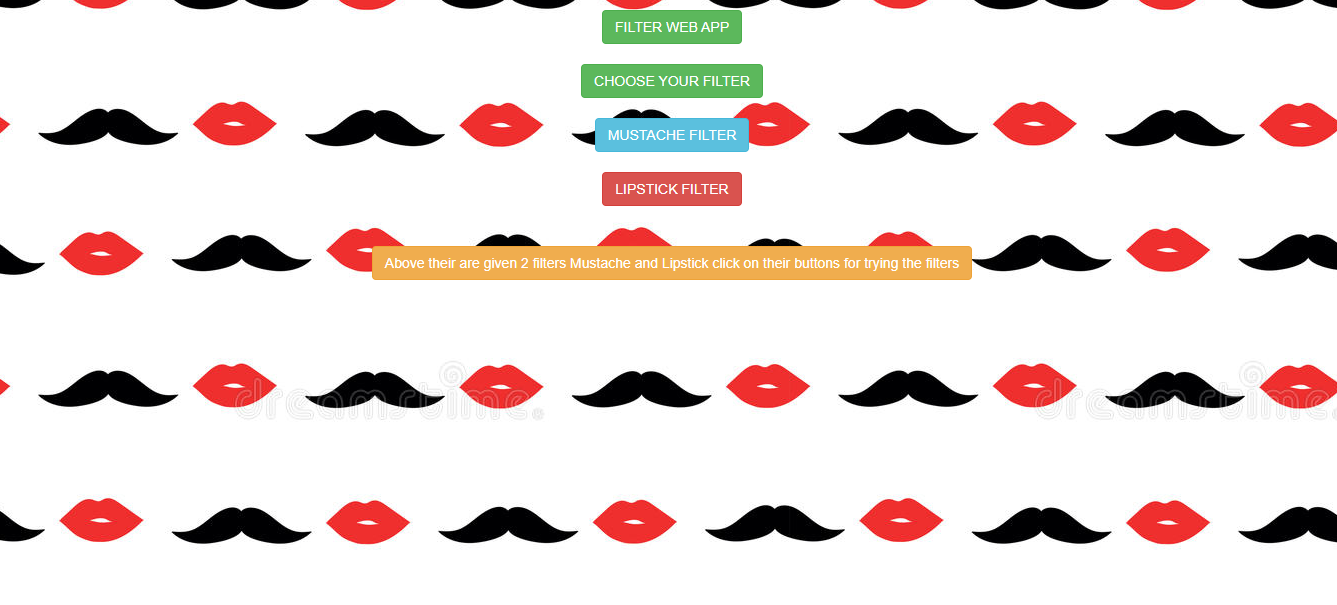 FILTER WEB APP
CHOOSE YOUR FILTER
MUSTACHE FILTER
LIPSTICK FILTER
Above their are given 2 filters Mustache and Lipstick click on their buttons for trying the filters
dreamstime dreamstime